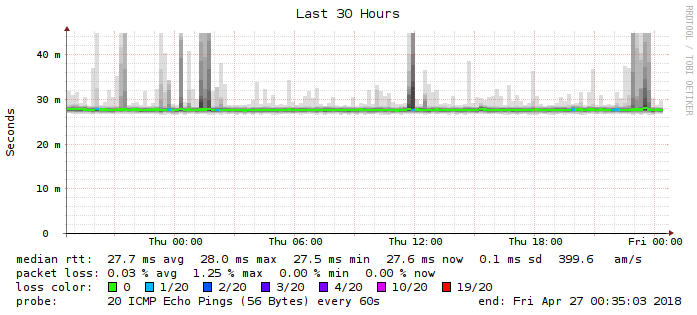 Last 30 Hours
RRDTOOL / TOBI OETIKER
Seconds
40 m
30 m
20 m
10 m
0
Thu 00:00 Thu 06:00 Thu 12:00 Thu 18:00 Fri 00:00
median rtt: 27.7 ms avg 28.0 ms max 27.5 ms min 27.6 ms now 0.1 ms sd 399.6 am/s
packet loss: 0.03 % avg 1.25 % max 0.00 % min 0.00 % now
loss color: 0 1/20 2/20 3/20 4/20 10/20 19/20
probe: 20 ICMP Echo Pings (56 Bytes) every 60s end: Fri Apr 27 00:35:03 2018